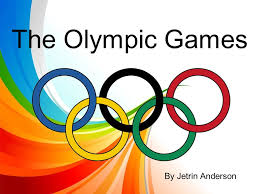 The Olympic Games
By Jetrin Anderson